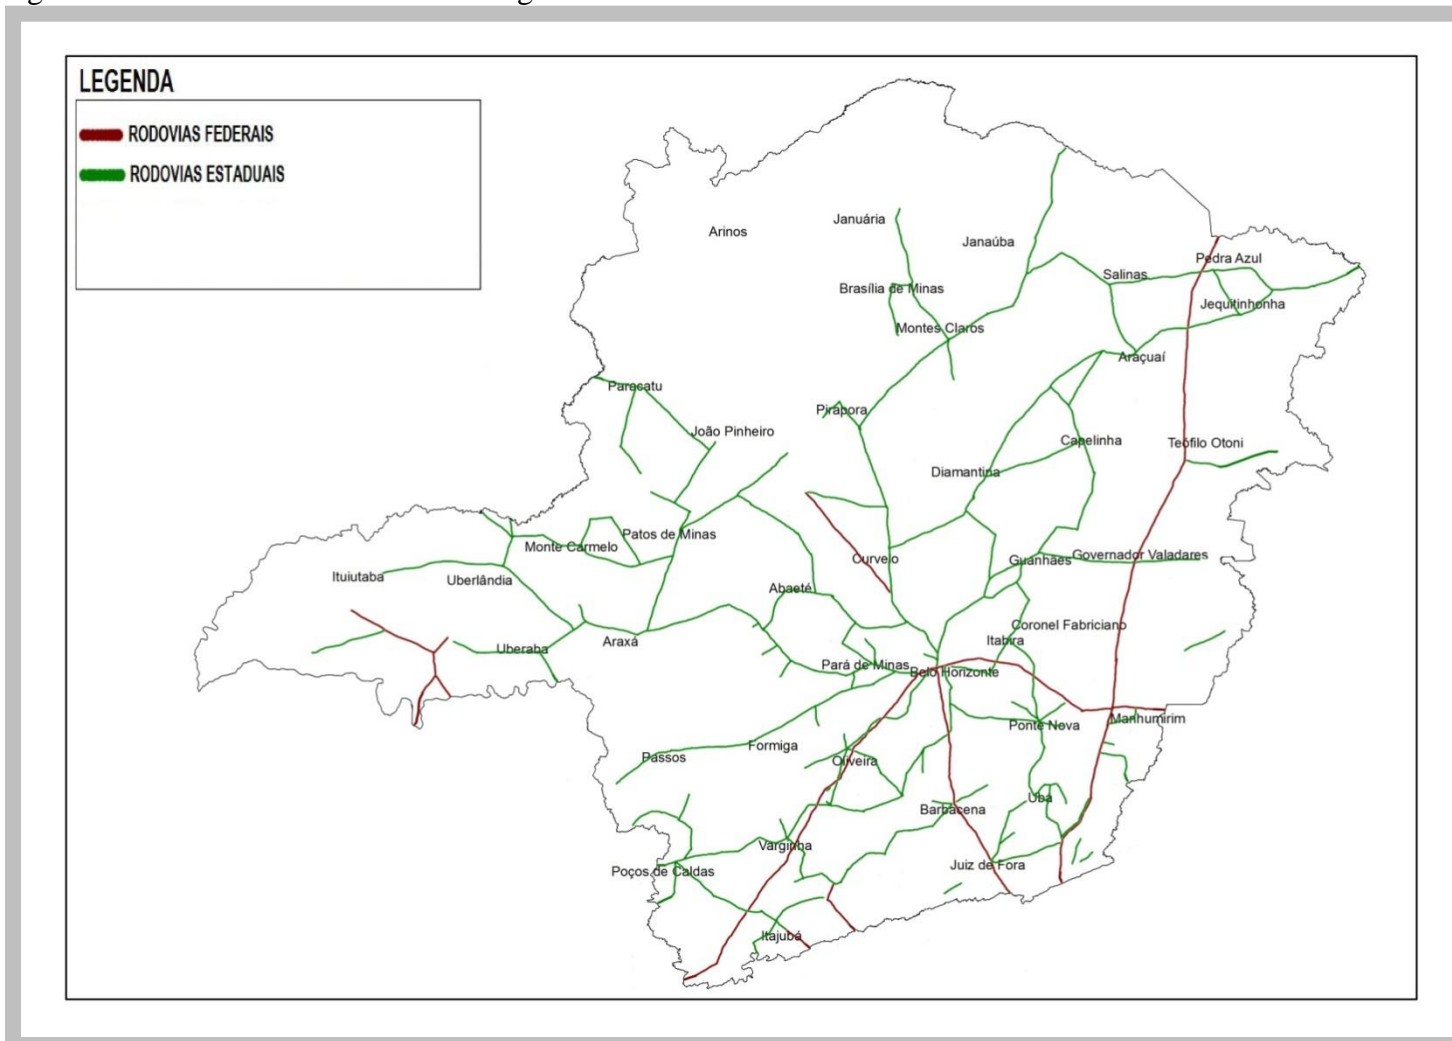 LEGENDA
RODOVIAS FEDERAIS
RODOVIAS ESTADUAIS
Januária
Arinos
Janaúba
Pedra Azul
Salinas
Brasília de Minas
Jequitinhonha
Montes Claros
Araçuaí
Paracatu
Pirapora
João Pinheiro
Capelinha
Teófilo Otoni
Diamantina
Patos de Minas
Monte Carmelo
Curvelo
Guanhães
Governador Valadares
Ituiutaba
Uberlândia
Abaeté
Coronel Fabriciano
Itabira
Araxá
Uberaba
Pará de Minas
Belo Horizonte
Manhumirim
Ponte Nova
Formiga
Passos
Oliveira
Ubá
Barbacena
Varginha
Juiz de Fora
Poços de Caldas
Itajubá